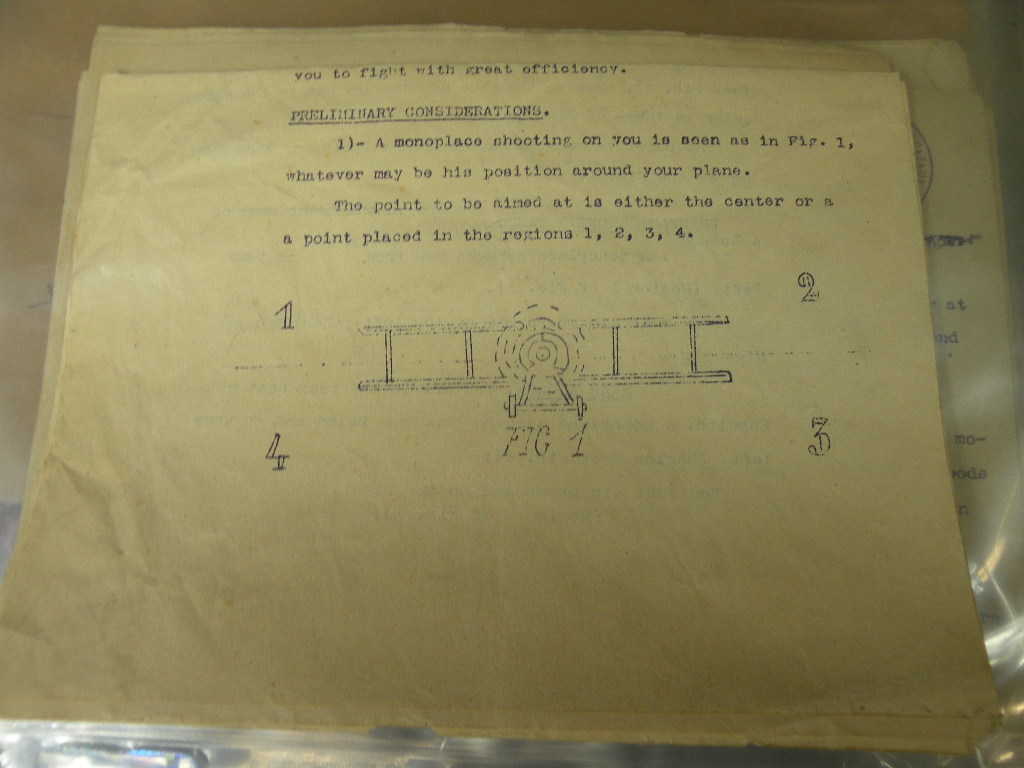 you to fight with great efficiency.
PRELIMINARY CONSIDERATIONS.
1)- A monoplace shooting on you is seen as in Fig. 1,
whatever may be his position around your plane.
The point to be aimed at is either the center or a
a point placed in the regions 1, 2, 3, 4.
1
2
4
3
FIG 1
at
mo-